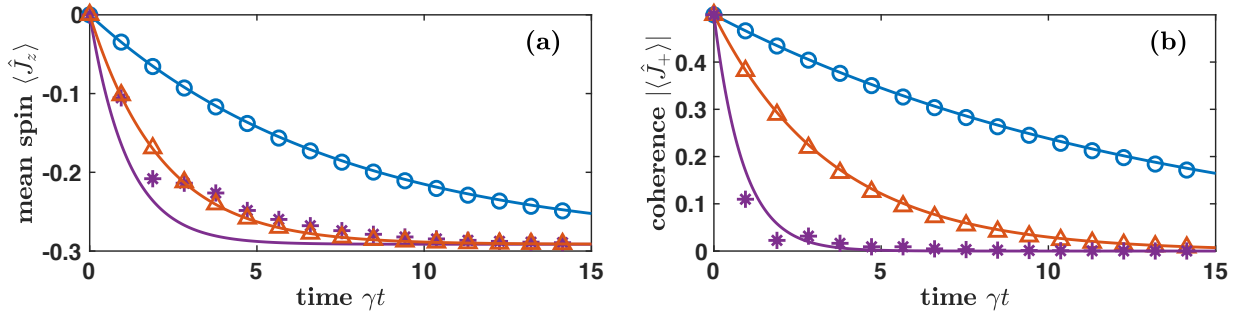 0
-0.1
-0.2
-0.3
0 5 10 15
mean spin ⟨Ĵz⟩
time γt
(a)
0.4
0.3
0.2
0.1
0
0 5 10 15
coherence |⟨Ĵ+⟩|
time γt
(b)